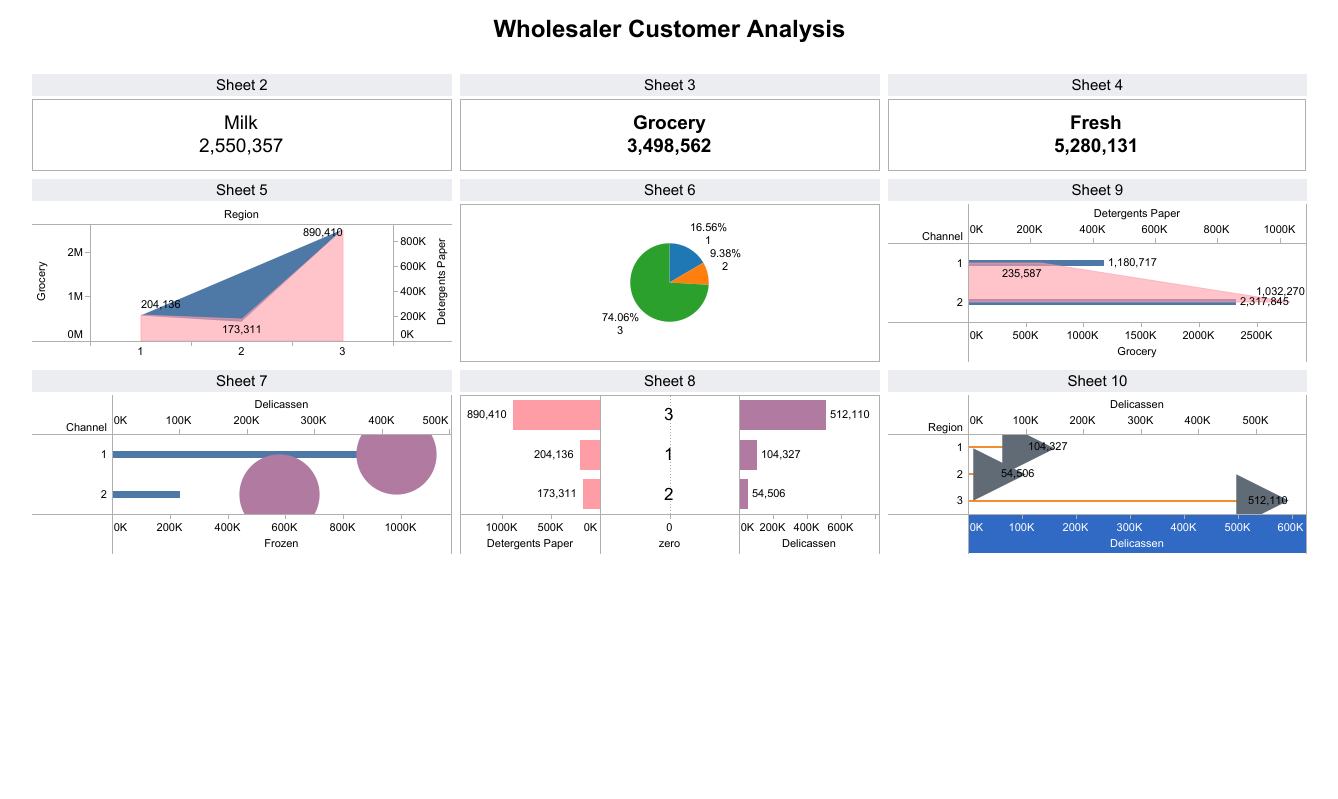 Wholesaler Customer Analysis
Sheet 2
Milk
2,550,357
Sheet 3
Grocery
3,498,562
Sheet 4
Fresh
5,280,131
Sheet 5
Region
890,410
204,136
173,311
2M
1M
0M
Grocery
800K
600K
400K
200K
0K
Detergents Paper
1 2 3
Sheet 6
16.56%
1
9.38%
2
74.06%
3
Sheet 9
Detergents Paper
0K 200K 400K 600K 800K 1000K
Channel
1 1,180,717
235,587
1,032,270
2 2,317,845
0K 500K 1000K 1500K 2000K 2500K
Grocery
Sheet 7
Delicassen
0K 100K 200K 300K 400K 500K
Channel
1
2
0K 200K 400K 600K 800K 1000K
Frozen
Sheet 8
890,410 3 512,110
204,136 1 104,327
173,311 2 54,506
1000K 500K 0K 0 0K 200K 400K 600K
Detergents Paper zero Delicassen
Sheet 10
Delicassen
0K 100K 200K 300K 400K 500K
Region
1 104,327
2 54,506
3 512,110
0K 100K 200K 300K 400K 500K 600K
Delicassen